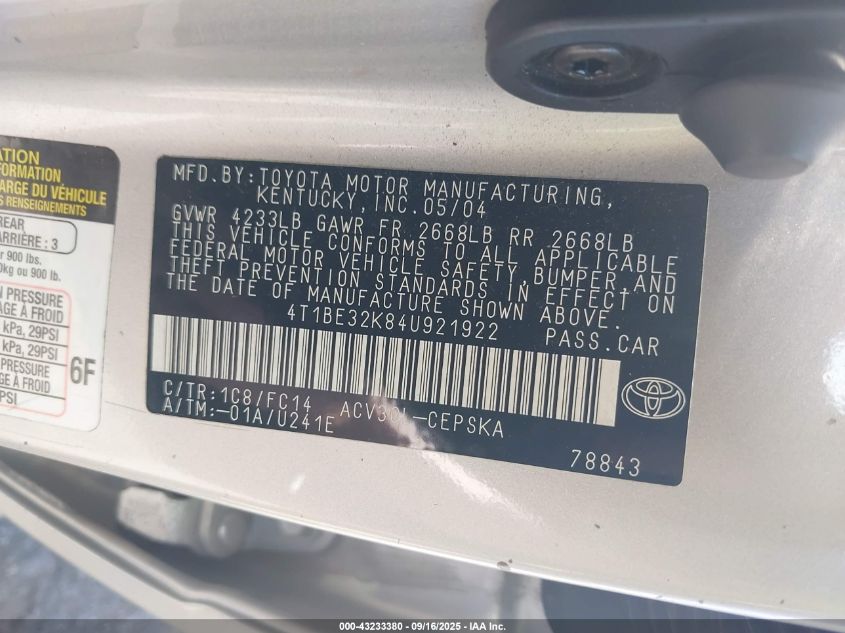 ATION
FORMATION
ARGE DU VÉHICULE
S RENSEIGNEMENTS
REAR
ARRIÈRE : 3
r 900 lbs.
0kg ou 900 lb.
N PRESSURE
AGE À FROID
kPa, 29PSI
kPa, 29PSI
PRESSURE
AGE À FROID
PSI
6F
MFD.BY:TOYOTA MOTOR MANUFACTURING,
KENTUCKY,INC.05/04
GVWR 4233LB GAWR FR 2668LB RR 2668LB
THIS VEHICLE CONFORMS TO ALL APPLICABLE
FEDERAL MOTOR VEHICLE SAFETY,BUMPER,AND
THEFT PREVENTION STANDARDS IN EFFECT ON
THE DATE OF MANUFACTURE SHOWN ABOVE.
4T1BE32K84U921922 PASS.CAR
C/TR:1C8/FC14 ACV30L-CEPSKA
A/TM:-01A/U241E
78843
000-43233380 - 09/16/2025 - IAA Inc.